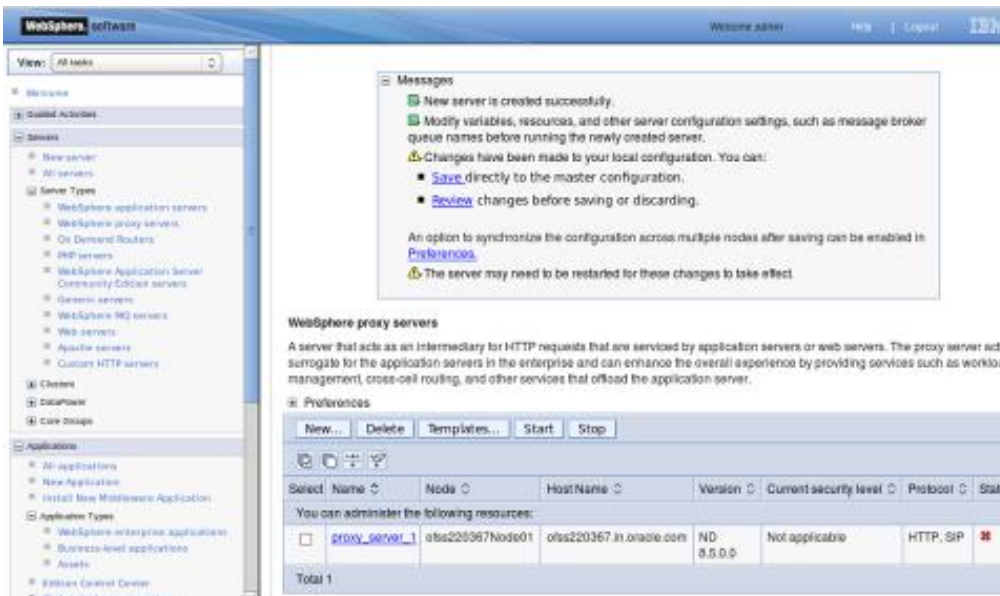 WebSphere software
Welcome admin
Help | Logout
IBM
View: All tasks
Welcome
Guided Activities
Servers
New server
All servers
Server Types
WebSphere application servers
WebSphere proxy servers
On Demand Routers
PHP servers
WebSphere Application Server
Community Edition servers
Generic servers
WebSphere MQ servers
Web servers
Apache servers
Custom HTTP servers
Clusters
DataPower
Core Groups
Applications
All applications
New Application
Install New Middleware Application
Application Types
WebSphere enterprise applications
Business-level applications
Assets
Edition Control Center
Messages
New server is created successfully.
Modify variables, resources, and other server configuration settings, such as message broker
queue names before running the newly created server.
Changes have been made to your local configuration. You can:
Save directly to the master configuration.
Review changes before saving or discarding.
An option to synchronize the configuration across multiple nodes after saving can be enabled in
Preferences.
The server may need to be restarted for these changes to take effect.
WebSphere proxy servers
A server that acts as an intermediary for HTTP requests that are serviced by application servers or web servers. The proxy server act
surrogate for the application servers in the enterprise and can enhance the overall experience by providing services such as workloa
management, cross-cell routing, and other services that offload the application server.
Preferences
New... Delete Templates... Start Stop
Select Name Node Host Name Version Current security level Protocol Stat
You can administer the following resources:
proxy_server_1 ofss220367Node01 ofss220367.in.oracle.com ND 8.5.0.0 Not applicable HTTP, SIP
Total 1